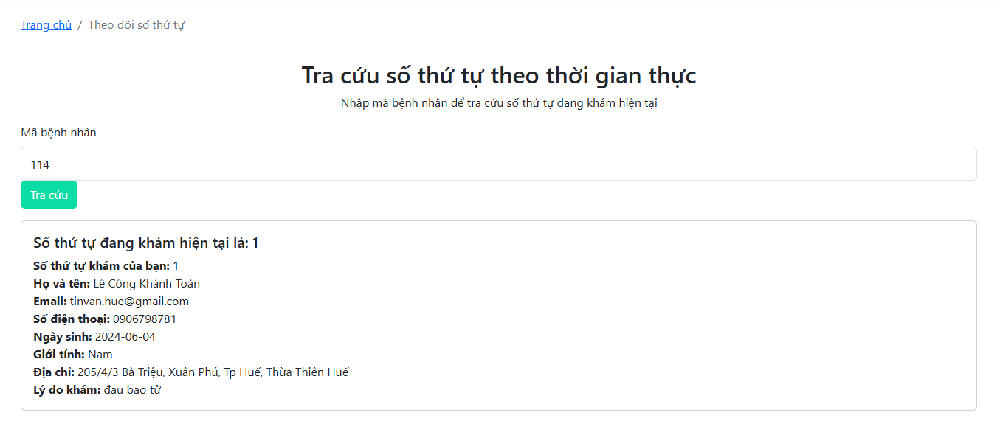 Trang chủ / Theo dõi số thứ tự
Tra cứu số thứ tự theo thời gian thực
Nhập mã bệnh nhân để tra cứu số thứ tự đang khám hiện tại
Mã bệnh nhân
114
Tra cứu
Số thứ tự đang khám hiện tại là: 1
Số thứ tự khám của bạn: 1
Họ và tên: Lê Công Khánh Toàn
Email: tinvan.hue@gmail.com
Số điện thoại: 0906798781
Ngày sinh: 2024-06-04
Giới tính: Nam
Địa chỉ: 205/4/3 Bà Triệu, Xuân Phú, Tp Huế, Thừa Thiên Huế
Lý do khám: đau bao tử